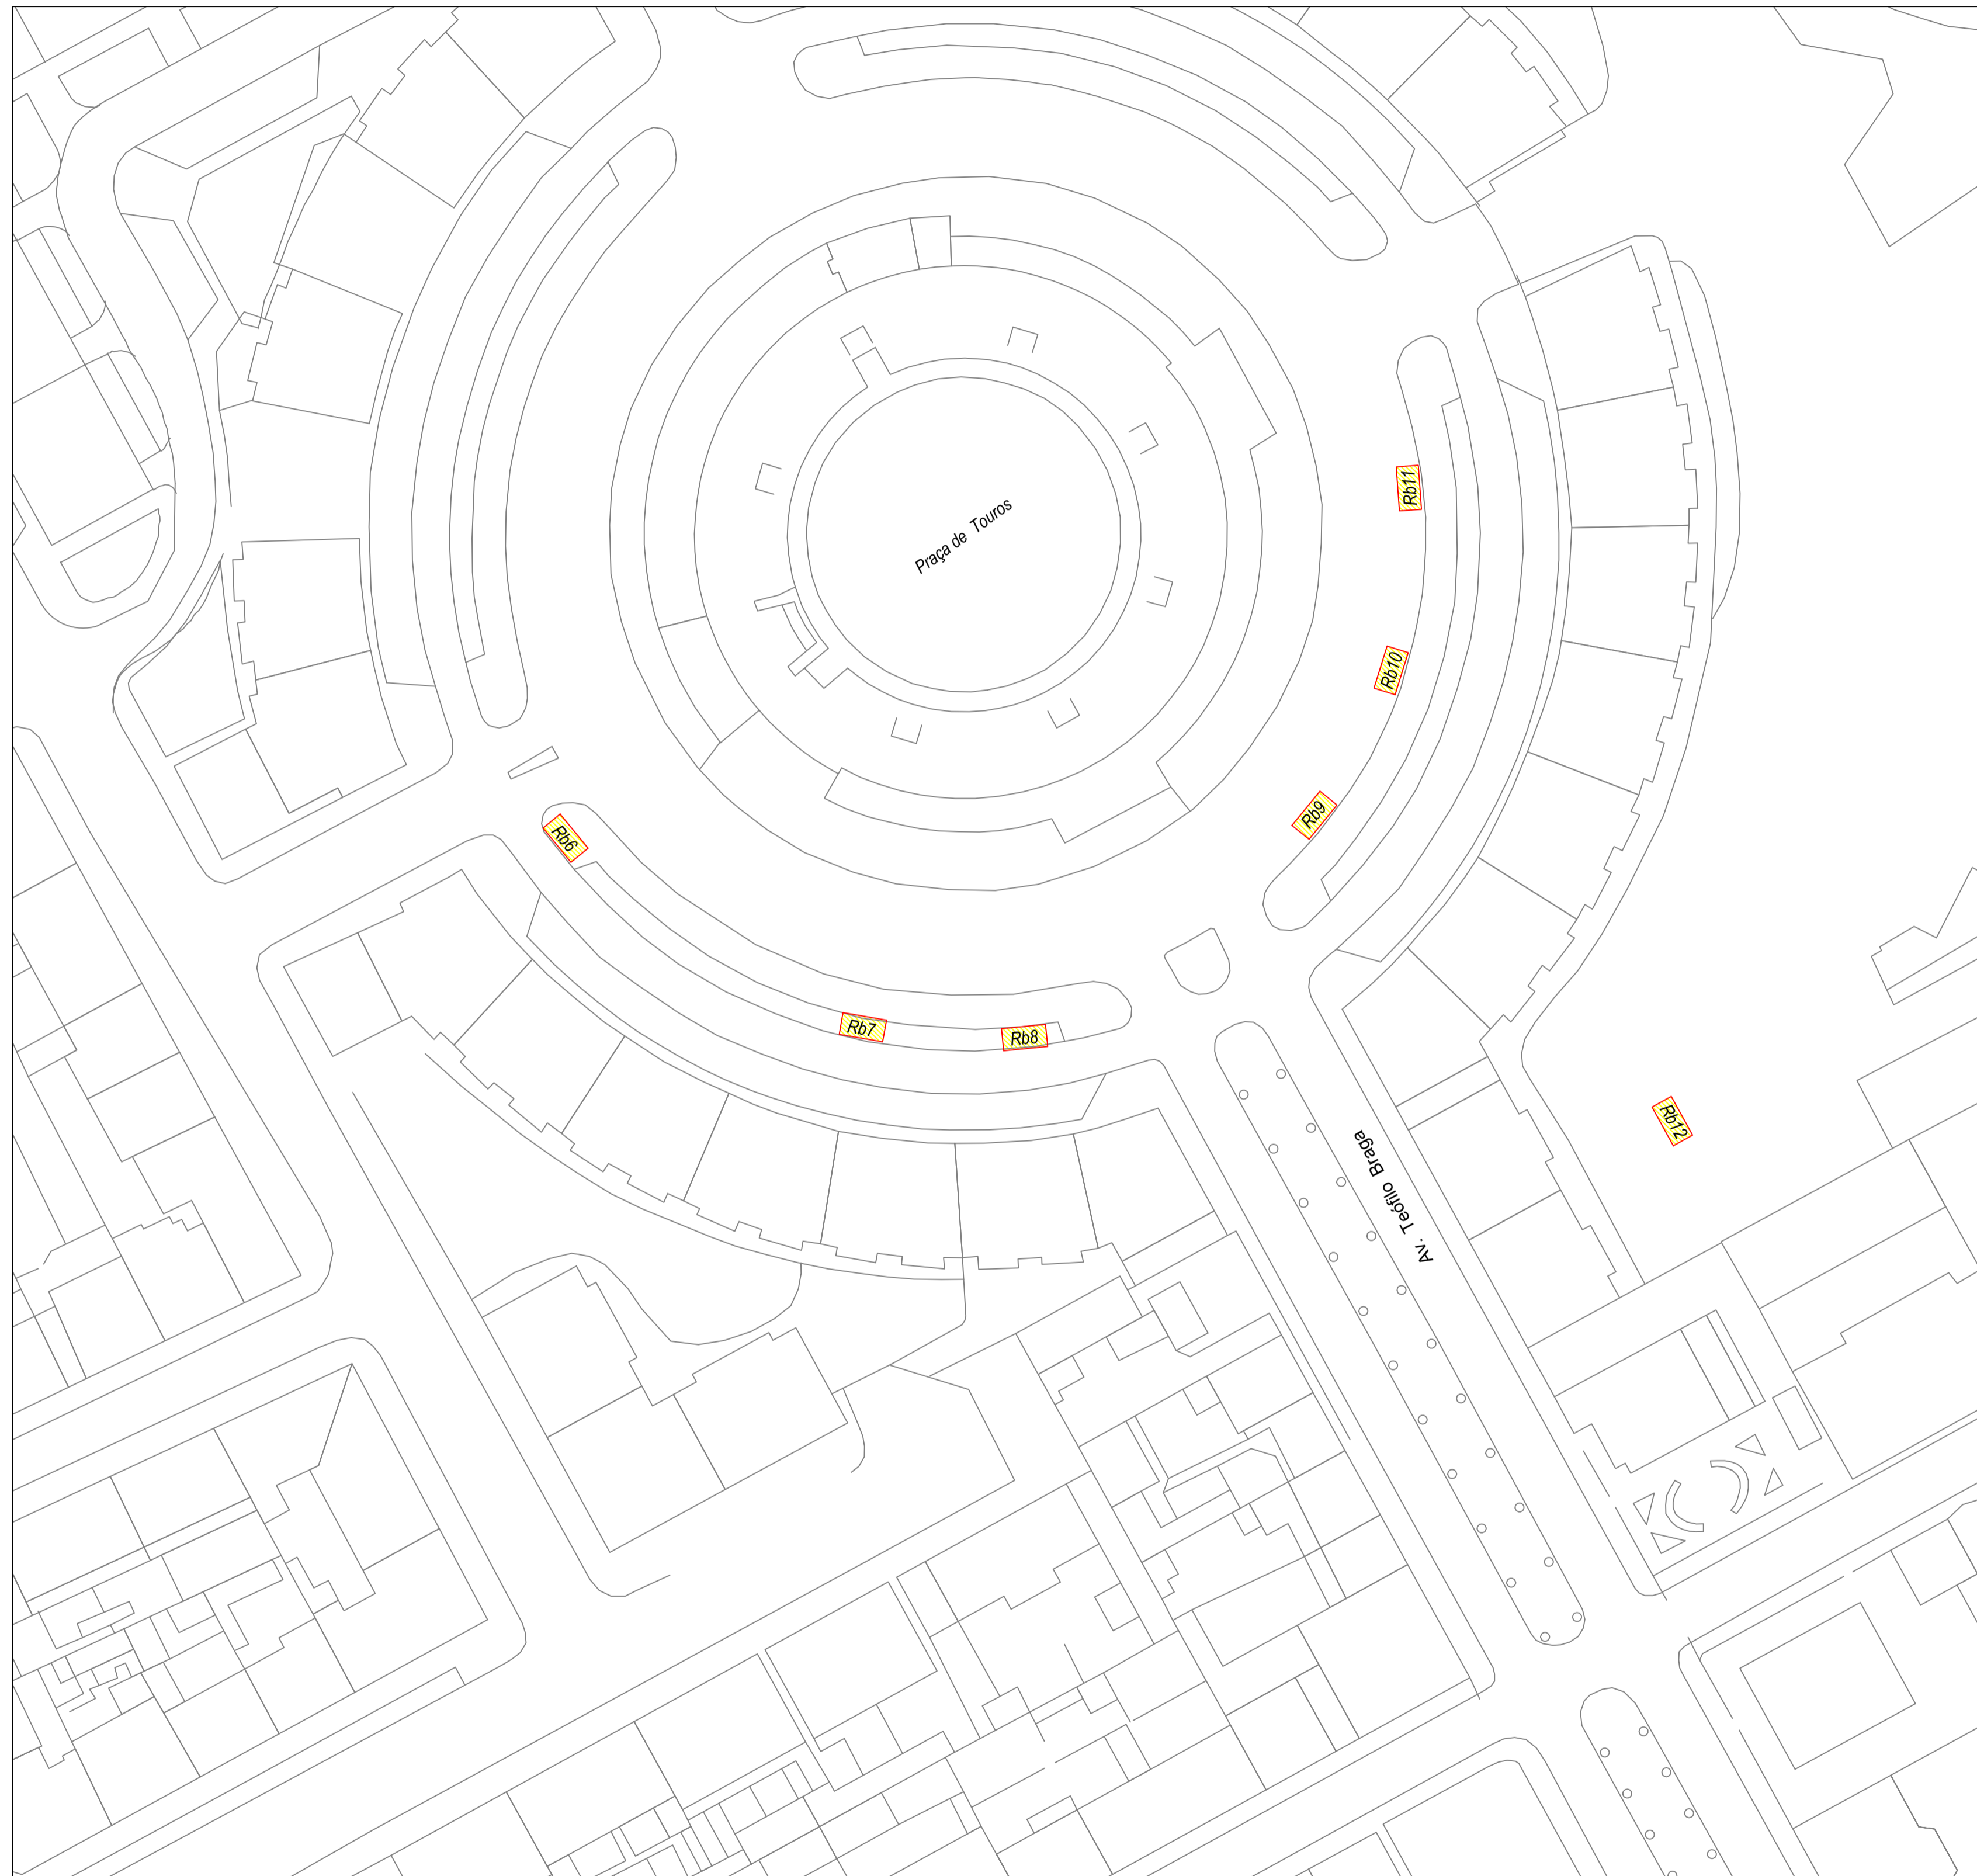 Rb11
Praça de Touros
Rb10
Rb9
Rb6
Rb7
Rb8
Rb12
Av. Teófilo Braga